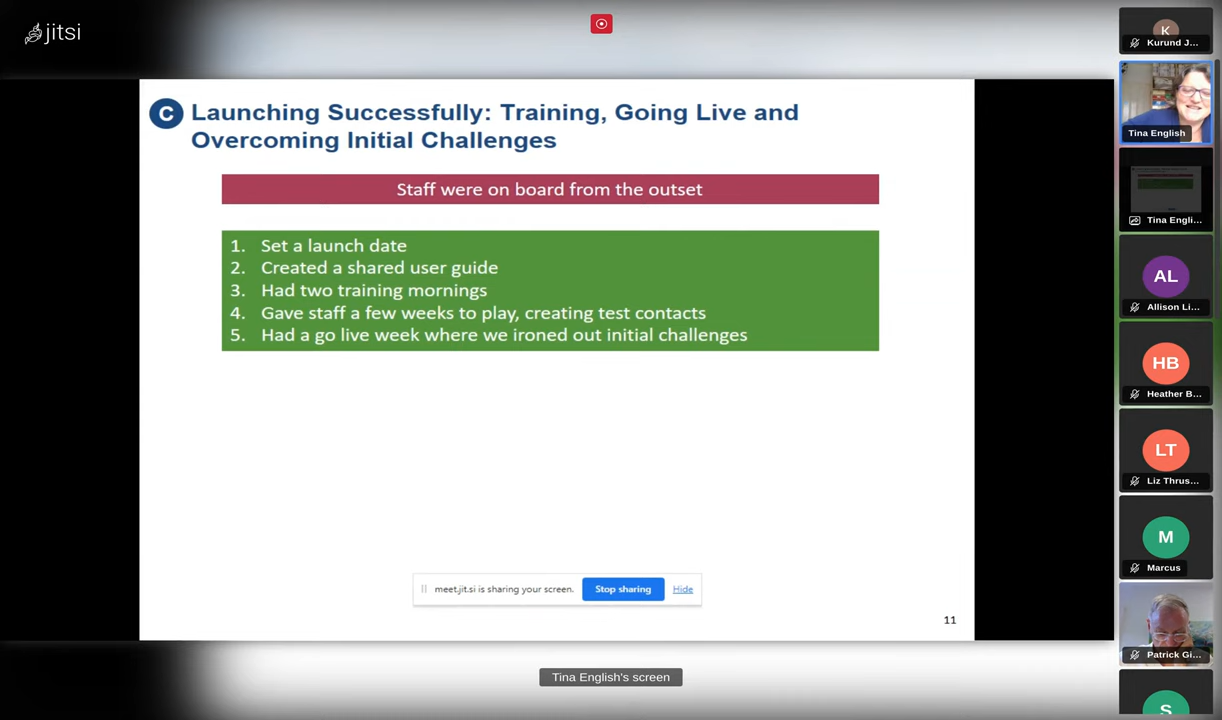 jitsi
C Launching Successfully: Training, Going Live and
Overcoming Initial Challenges
Staff were on board from the outset
1. Set a launch date
2. Created a shared user guide
3. Had two training mornings
4. Gave staff a few weeks to play, creating test contacts
5. Had a go live week where we ironed out initial challenges
meet.jit.si is sharing your screen. Stop sharing Hide
11
Tina English's screen
K
Kurund J...
Tina English
Tina Engli...
AL
Allison Li...
HB
Heather B...
LT
Liz Thrus...
M
Marcus
Patrick Gi...
S